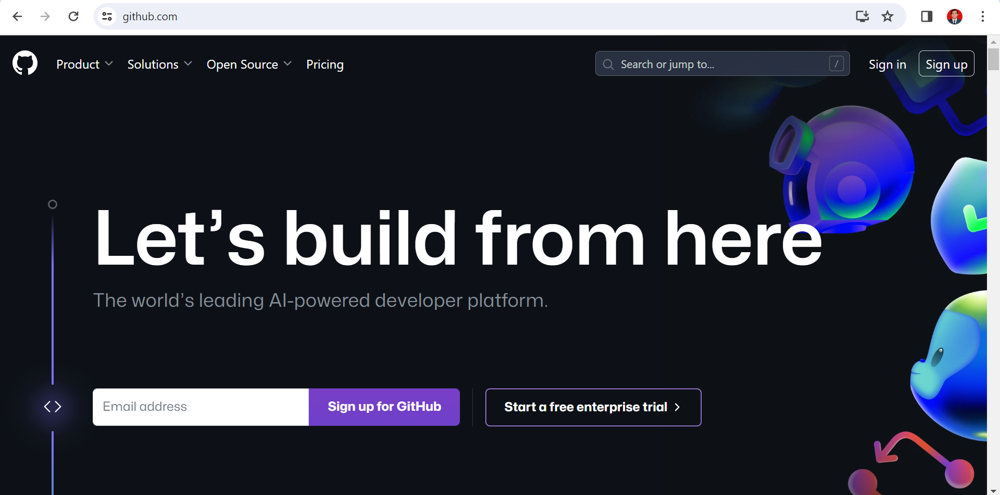 github.com
Product Solutions Open Source Pricing Search or jump to... / Sign in Sign up
Let’s build from here
The world’s leading AI-powered developer platform.
Email address Sign up for GitHub Start a free enterprise trial